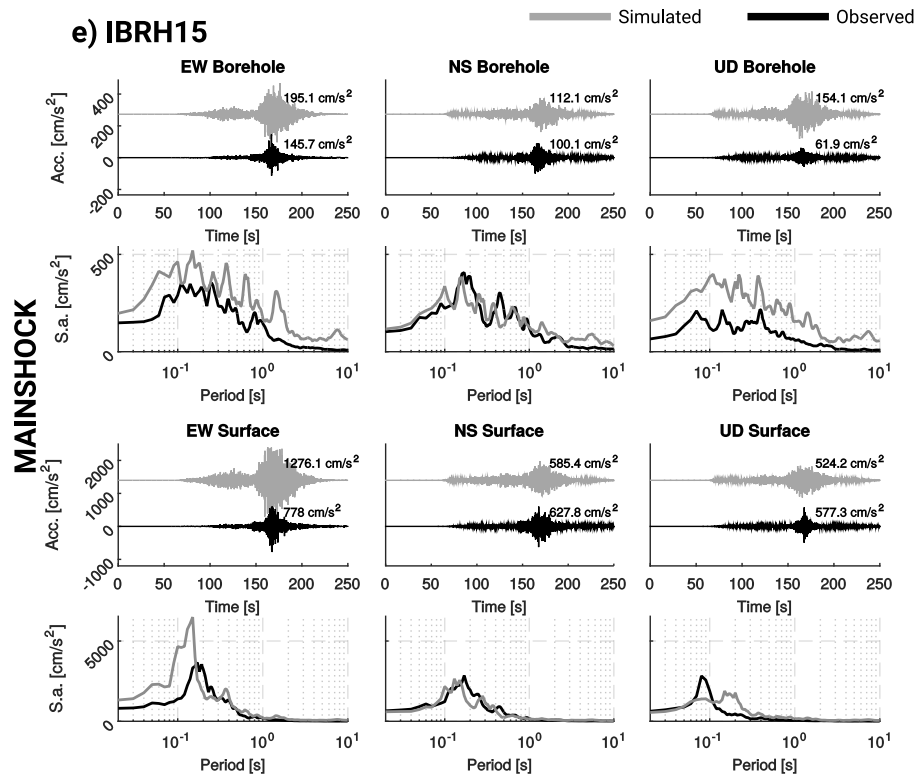 Simulated Observed
e) IBRH15
MAINSHOCK
EW Borehole NS Borehole UD Borehole
Acc. [cm/s²]
400
200
0
-200
195.1 cm/s² 112.1 cm/s² 154.1 cm/s²
145.7 cm/s² 100.1 cm/s² 61.9 cm/s²
0 50 100 150 200 250 0 50 100 150 200 250 0 50 100 150 200 250
Time [s] Time [s] Time [s]
S.a. [cm/s²]
500
0
10⁻¹ 10⁰ 10¹ 10⁻¹ 10⁰ 10¹ 10⁻¹ 10⁰ 10¹
Period [s] Period [s] Period [s]
EW Surface NS Surface UD Surface
Acc. [cm/s²]
2000
1000
0
-1000
1276.1 cm/s² 585.4 cm/s² 524.2 cm/s²
778 cm/s² 627.8 cm/s² 577.3 cm/s²
0 50 100 150 200 250 0 50 100 150 200 250 0 50 100 150 200 250
Time [s] Time [s] Time [s]
S.a. [cm/s²]
5000
0
10⁻¹ 10⁰ 10¹ 10⁻¹ 10⁰ 10¹ 10⁻¹ 10⁰ 10¹
Period [s] Period [s] Period [s]